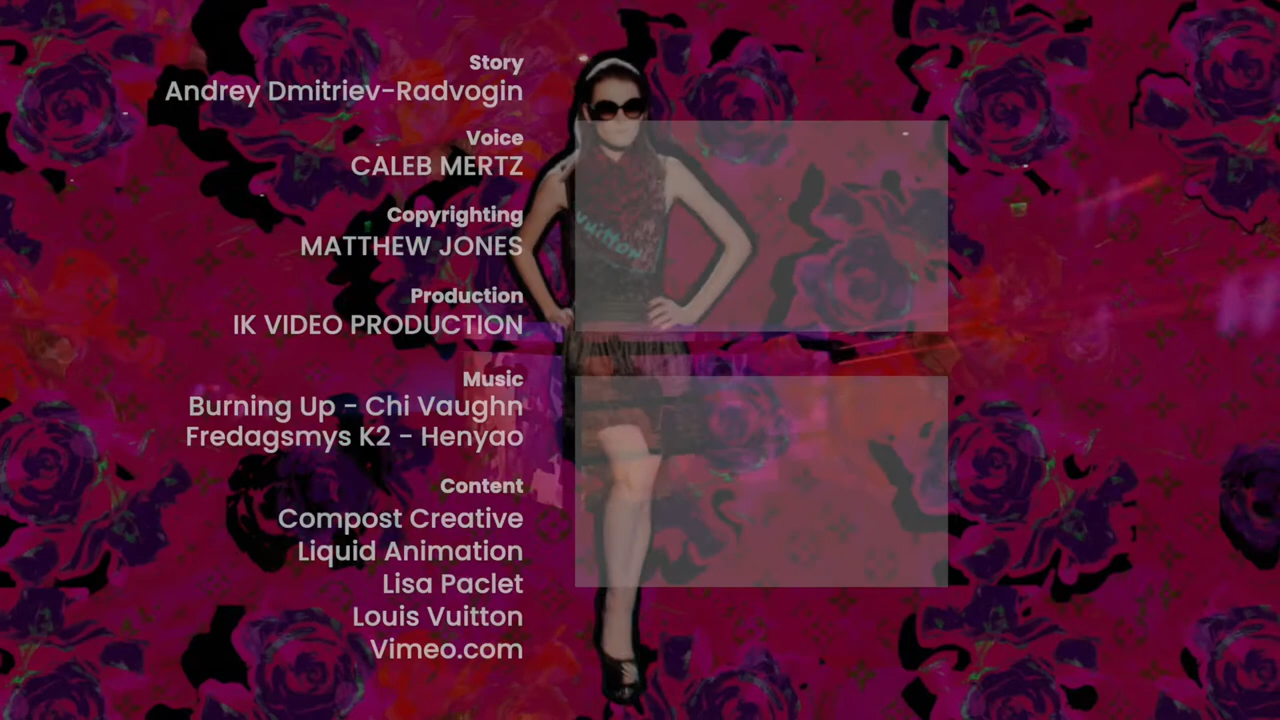 Story
Andrey Dmitriev-Radvogin
Voice
CALEB MERTZ
Copyrighting
MATTHEW JONES
Production
IK VIDEO PRODUCTION
Music
Burning Up - Chi Vaughn
Fredagsmys K2 - Henyao
Content
Compost Creative
Liquid Animation
Lisa Paclet
Louis Vuitton
Vimeo.com
Vuitton